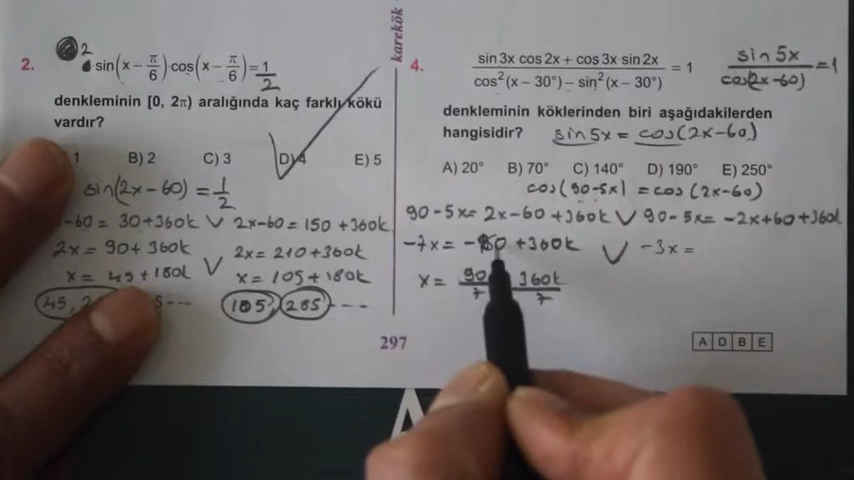 2.
2 sin(x − π/6)·cos(x − π/6) = 1/2
denkleminin [0, 2π) aralığında kaç farklı kökü
vardır?
1 B) 2 C) 3 D) 4 E) 5
sin(2x − 60) = 1/2
-60 = 30 + 360k ∨ 2x-60 = 150 + 360k
2x = 90 + 360k ∨ 2x = 210 + 360k
x = 45 + 180k x = 105 + 180k
45, 105, 285 ----
karekök
297
4.
(sin 3x cos 2x + cos 3x sin 2x)/(cos²(x − 30°) − sin²(x − 30°)) = 1
sin 5x/cos(2x-60) = 1
denkleminin köklerinden biri aşağıdakilerden
hangisidir?
sin 5x = cos(2x-60)
A) 20° B) 70° C) 140° D) 190° E) 250°
cos(90-5x) = cos(2x-60)
90-5x = 2x-60 + 360k ∨ 90-5x = -2x+60 + 360k
-7x = + 360k ∨ -3x =
x = 90/7 360k/7
A D B E